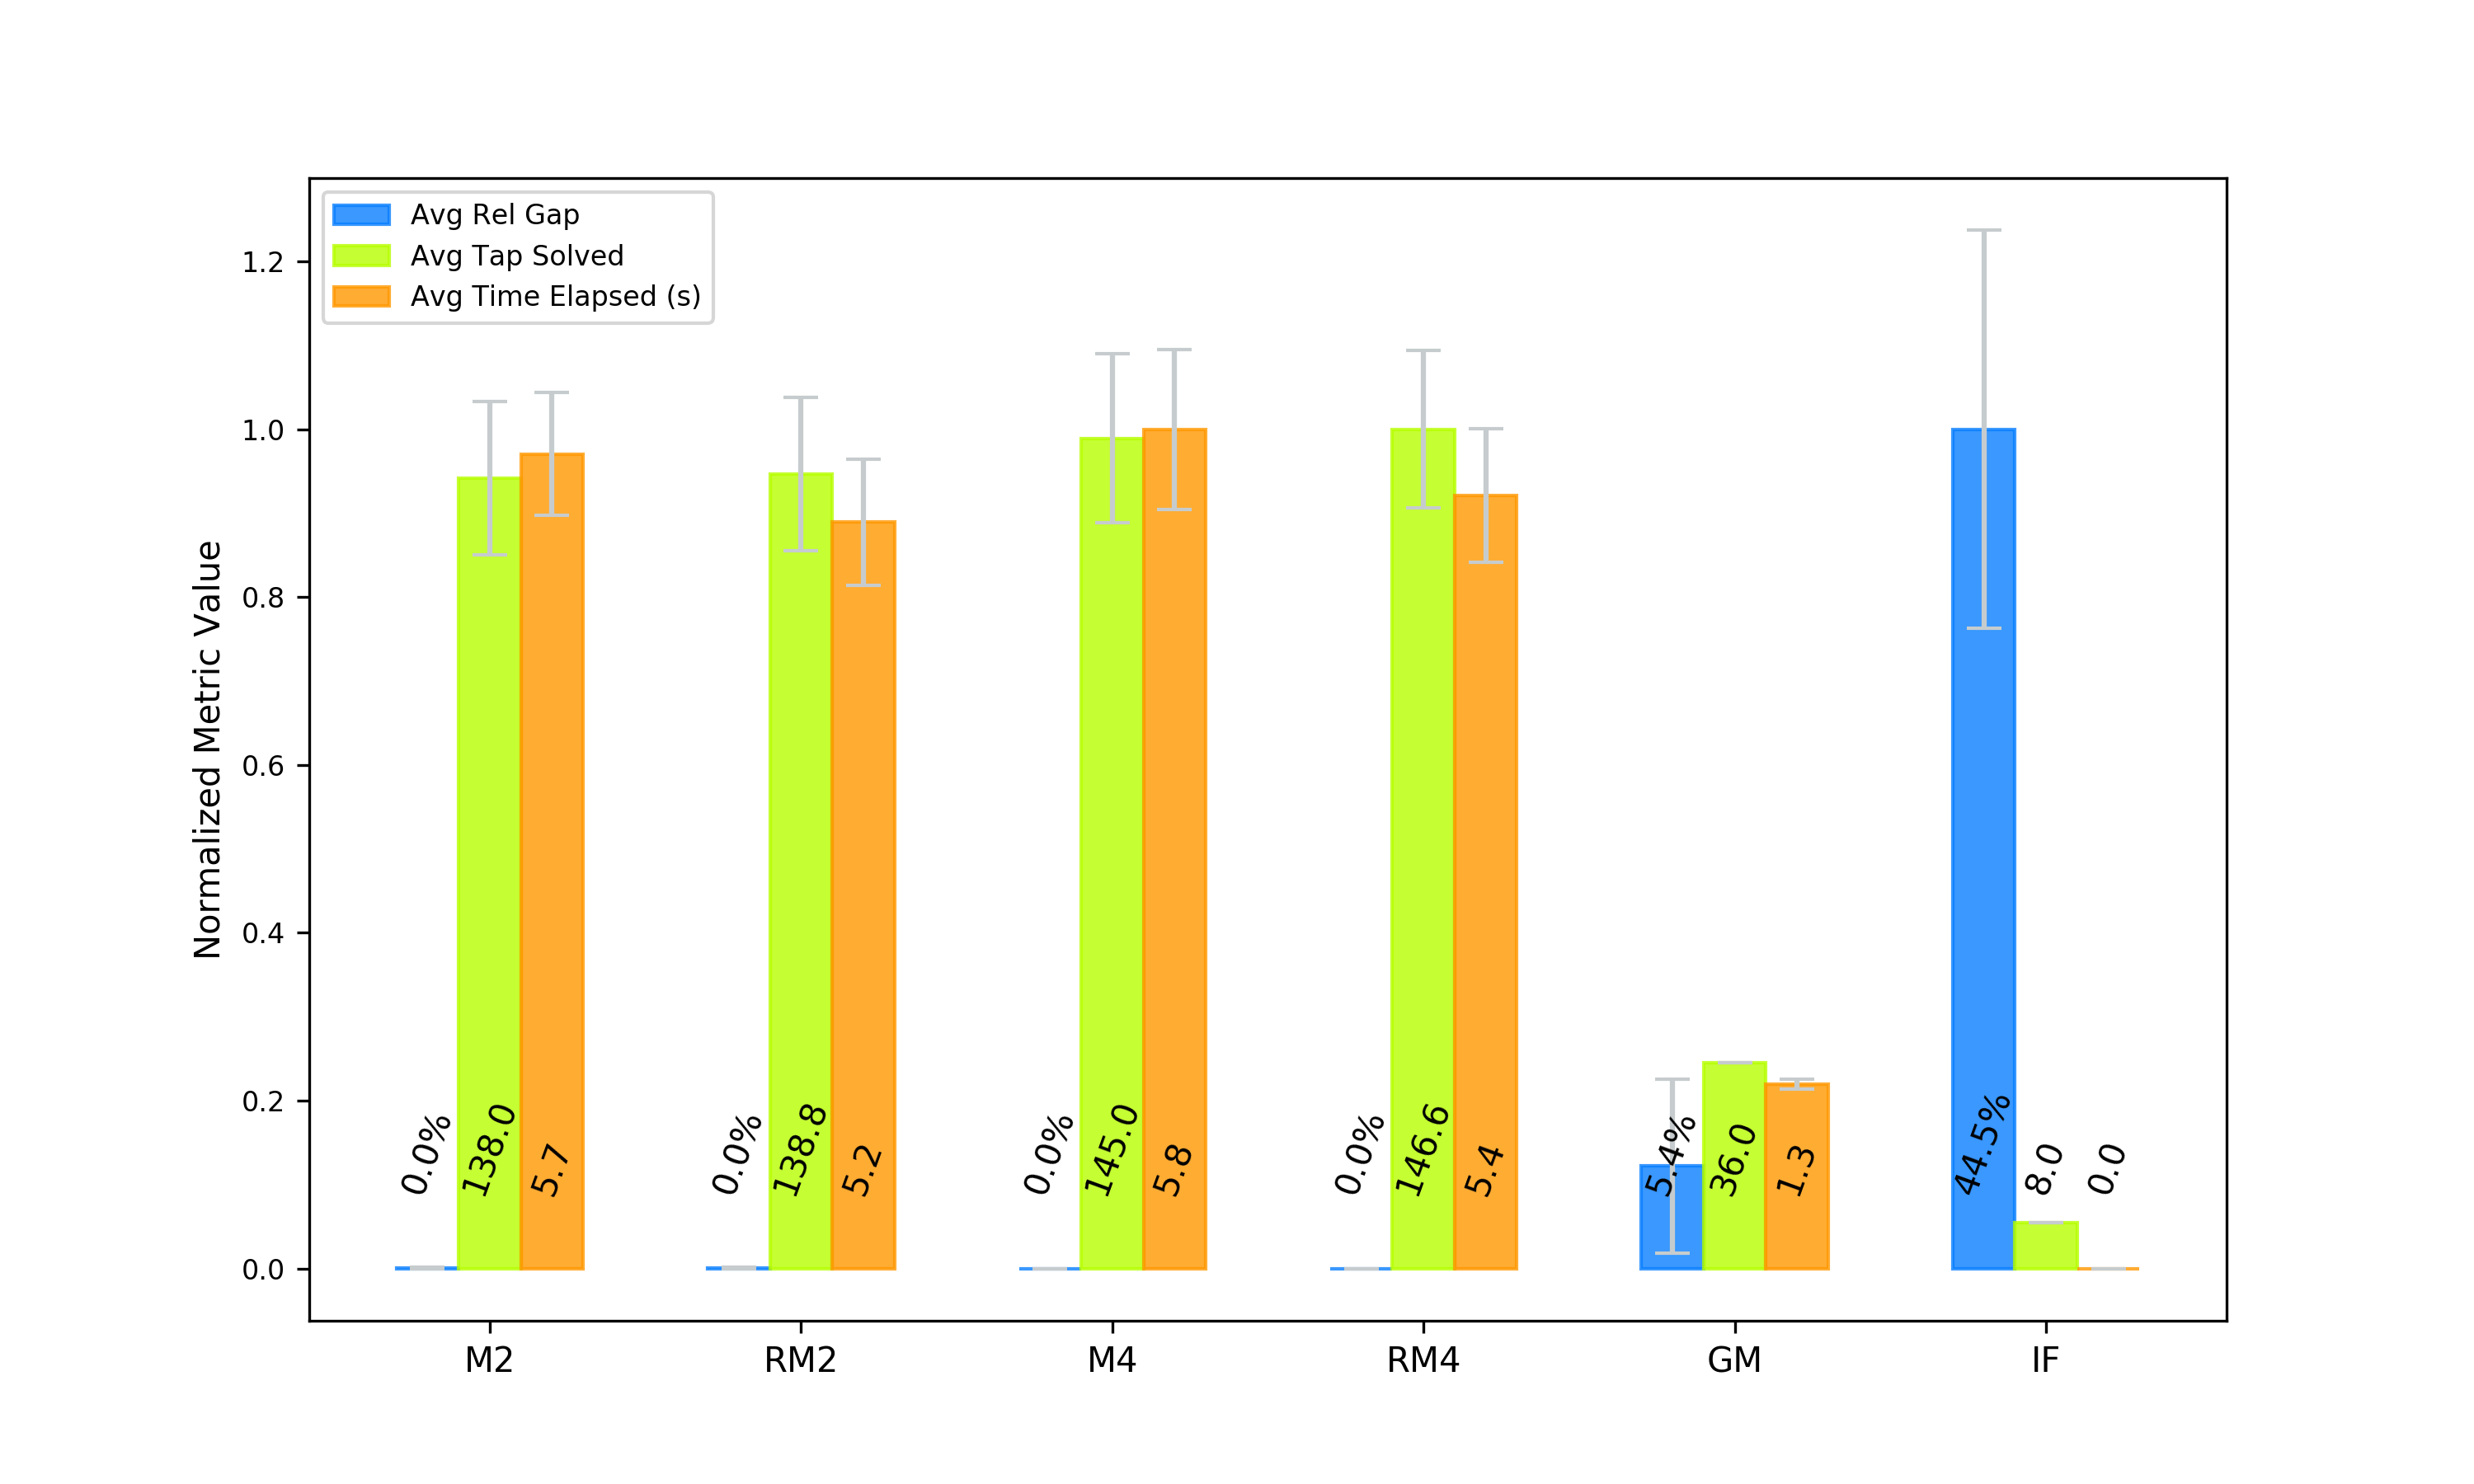 Avg Rel Gap
Avg Tap Solved
Avg Time Elapsed (s)
Normalized Metric Value
1.2
1.0
0.8
0.6
0.4
0.2
0.0
0.0% 138.0 5.7
0.0% 138.8 5.2
0.0% 145.0 5.8
0.0% 146.6 5.4
5.4% 36.0 1.3
44.5% 8.0 0.0
M2 RM2 M4 RM4 GM IF